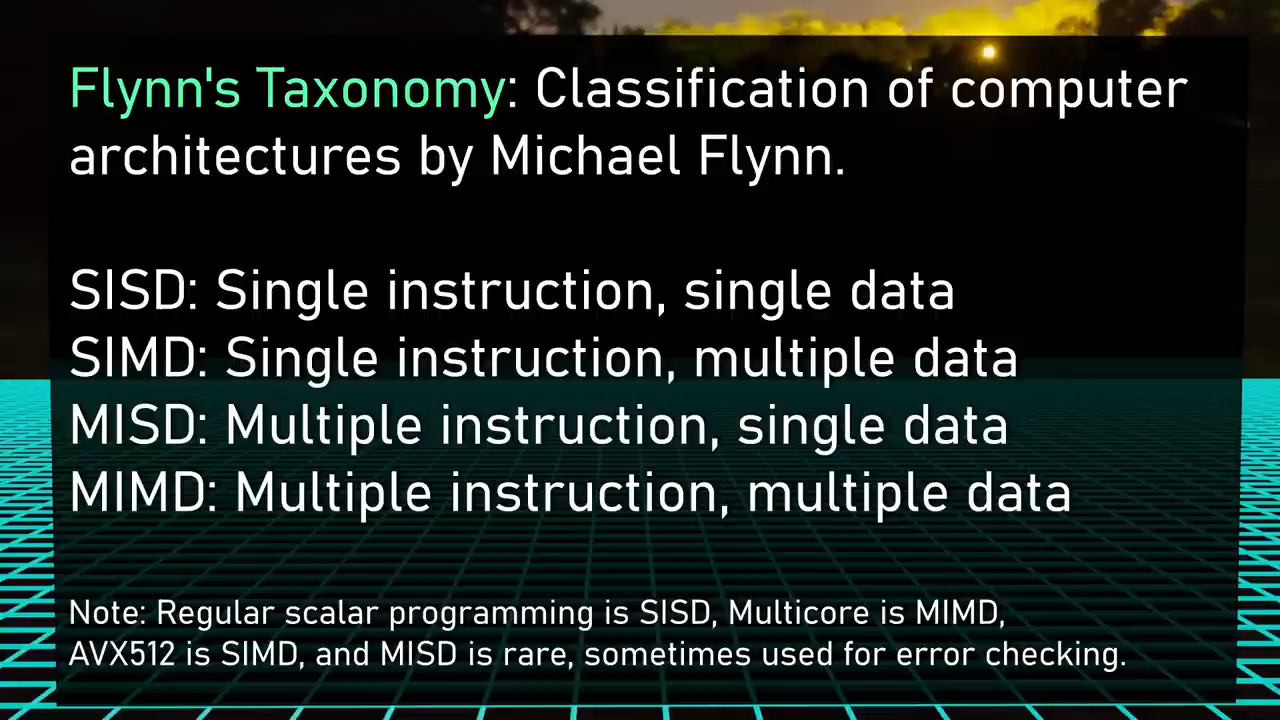 Flynn's Taxonomy: Classification of computer
architectures by Michael Flynn.
SISD: Single instruction, single data
SIMD: Single instruction, multiple data
MISD: Multiple instruction, single data
MIMD: Multiple instruction, multiple data
Note: Regular scalar programming is SISD, Multicore is MIMD,
AVX512 is SIMD, and MISD is rare, sometimes used for error checking.